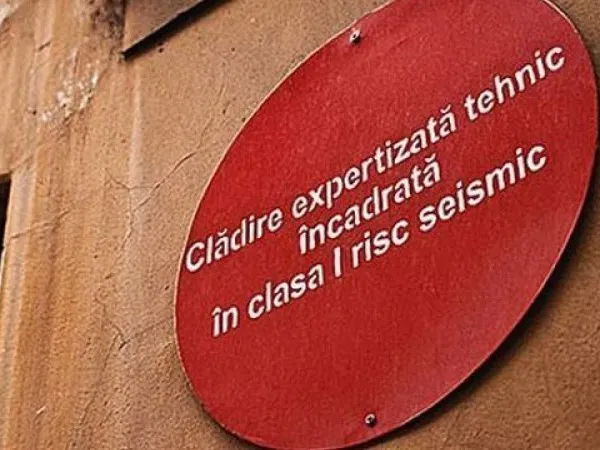 Clădire expertizată tehnic
încadrată
în clasa I risc seismic